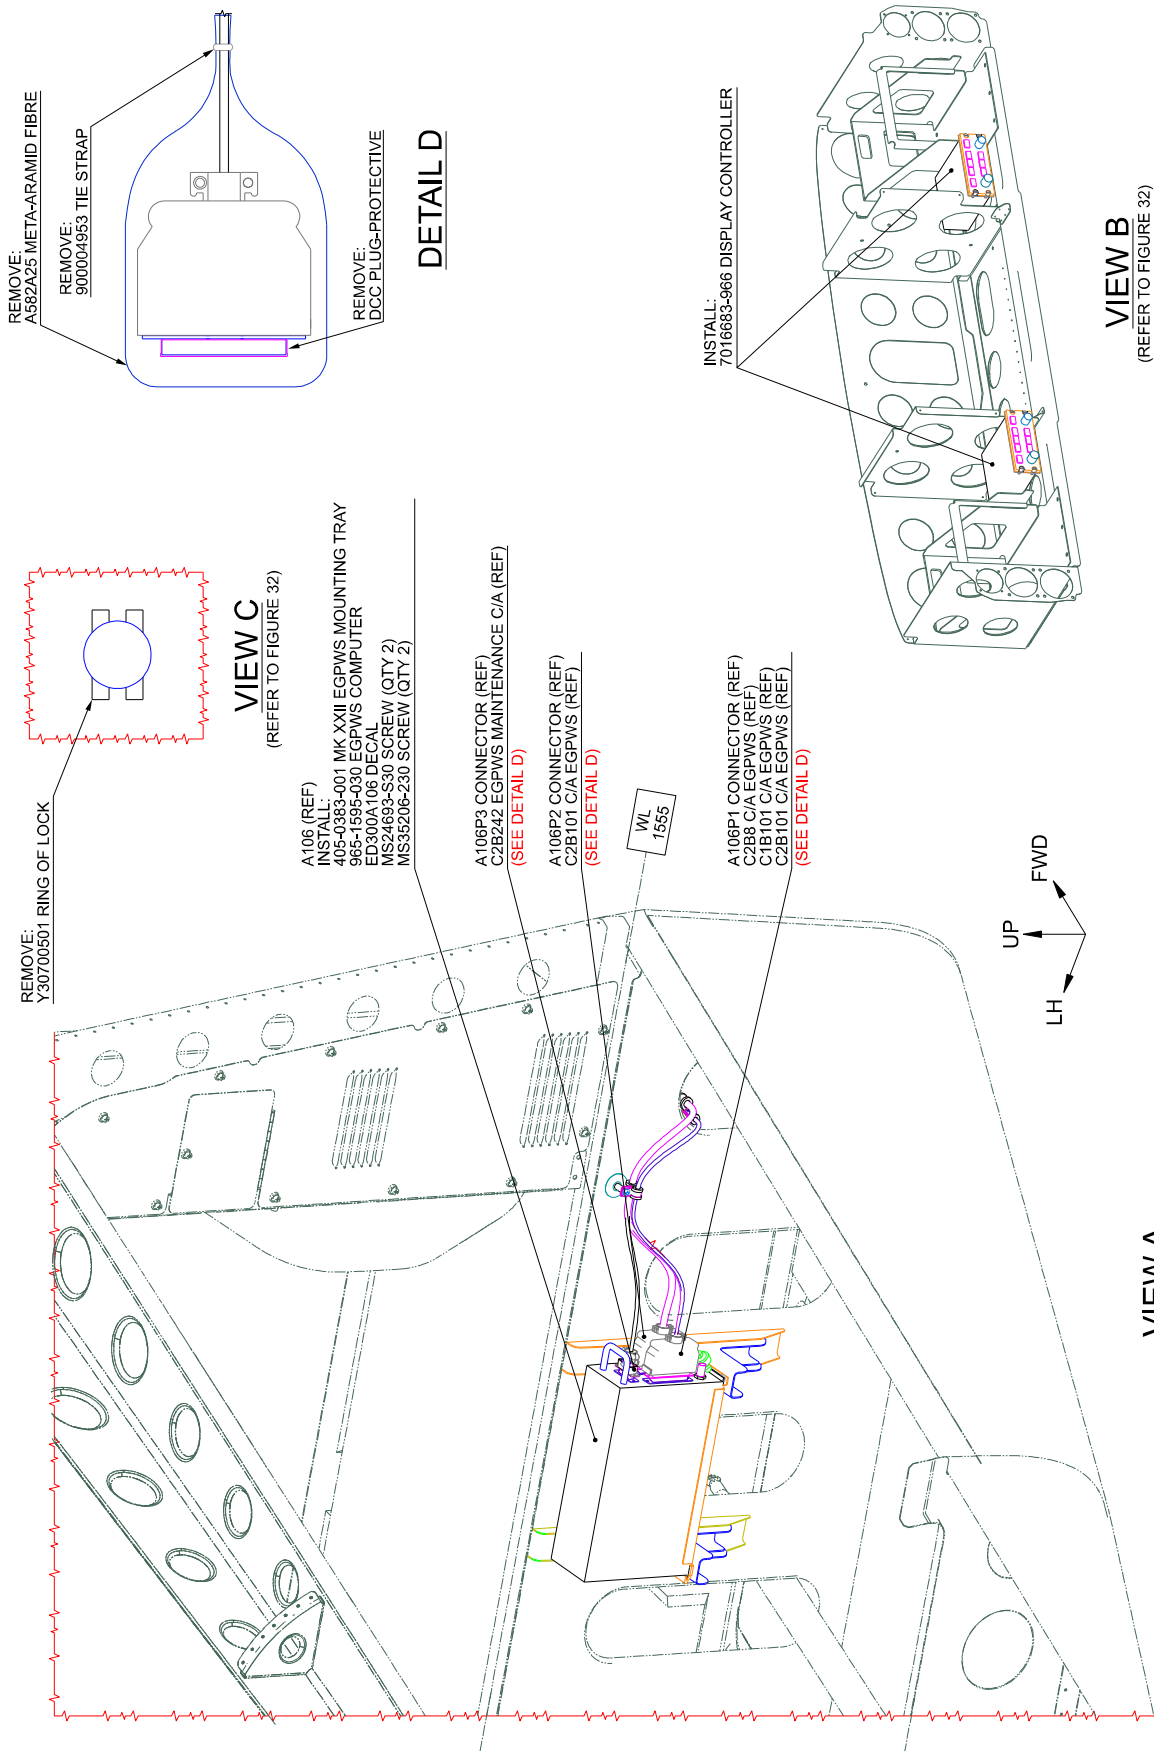 REMOVE:
A582A25 META-ARAMID FIBRE
REMOVE:
900004953 TIE STRAP
REMOVE:
DCC PLUG-PROTECTIVE
DETAIL D
REMOVE:
Y30700501 RING OF LOCK
VIEW C
(REFER TO FIGURE 32)
A106 (REF)
INSTALL:
405-0383-001 MK XXII EGPWS MOUNTING TRAY
965-1595-030 EGPWS COMPUTER
ED300A106 DECAL
MS24693-S30 SCREW (QTY 2)
MS35206-230 SCREW (QTY 2)
A106P3 CONNECTOR (REF)
C2B242 EGPWS MAINTENANCE C/A (REF)
(SEE DETAIL D)
A106P2 CONNECTOR (REF)
C2B101 C/A EGPWS (REF)
(SEE DETAIL D)
WL
1555
A106P1 CONNECTOR (REF)
C2B8 C/A EGPWS (REF)
C1B101 C/A EGPWS (REF)
C2B101 C/A EGPWS (REF)
(SEE DETAIL D)
INSTALL:
7016683-966 DISPLAY CONTROLLER
VIEW B
(REFER TO FIGURE 32)
UP
FWD
LH
VIEW A